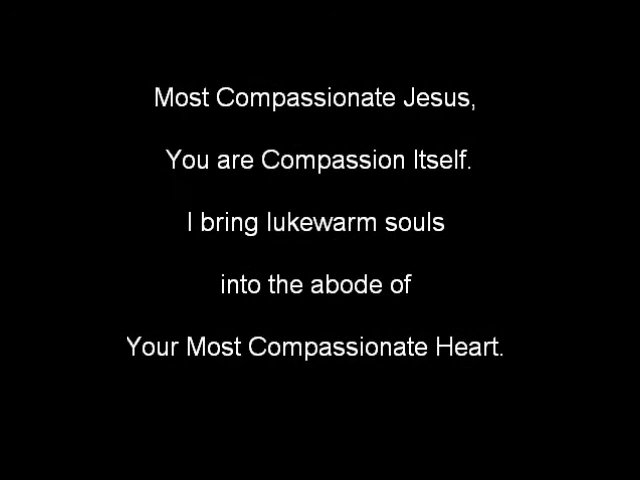 Most Compassionate Jesus,
You are Compassion Itself.
I bring lukewarm souls
into the abode of
Your Most Compassionate Heart.